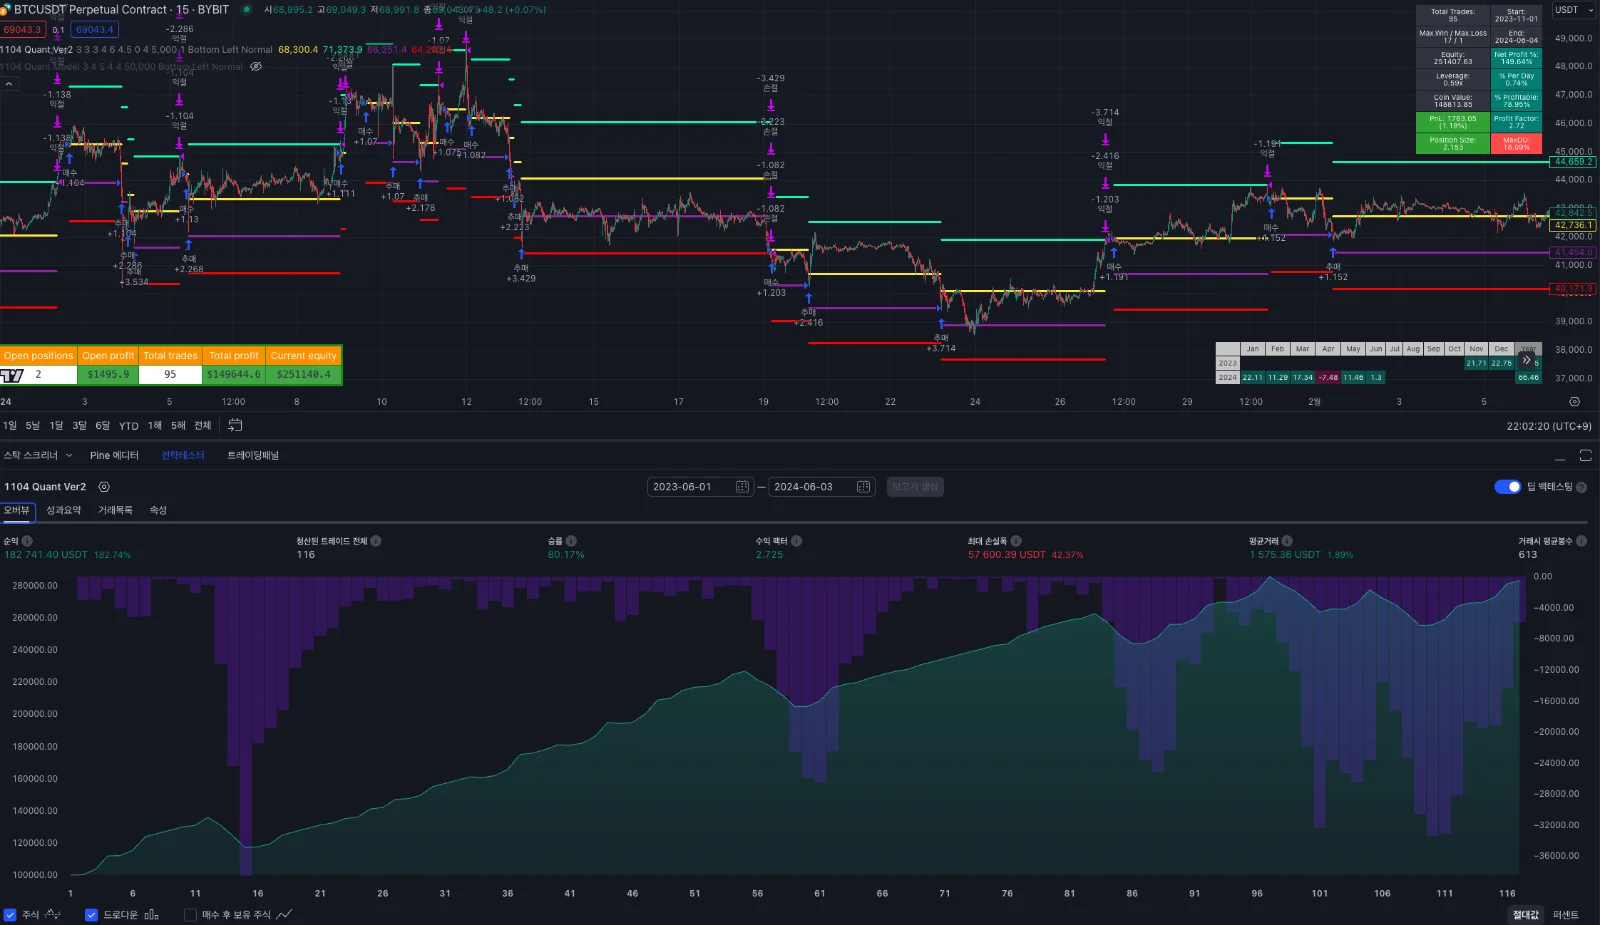 BTCUSDT Perpetual Contract · 15 · BYBIT
시68,995.2 고69,049.3 저68,991.8 종69,043.4 +48.2 (+0.07%)
69043.3 0.1 69043.4
1104 Quant Ver2 3 3 3 4 6 4.5 0 4 5,000 1 Bottom Left Normal 68,300.4 71,373.9 66,251.4
1104 Quant Model 3 4 5 4 4 50,000 Bottom Left Normal
-2.286
익절
-1.104
익절
-1.104
익절
-1.138
익절
-1.138
익절
매수
+1.104
추매
+1.104
추매
+2.286
추매
+3.534
매수
+1.13
추매
+2.268
매수
+1.111
매수
+1.07
추매
+1.07
추매
+2.178
-1.07
익절
매수
+1.075
매수
+1.082
추매
+1.082
추매
+2.223
추매
+3.429
-3.429
손절
-2.223
손절
-1.082
손절
-1.082
손절
매수
+1.203
추매
+2.416
추매
+3.714
-3.714
익절
-2.416
익절
-1.203
익절
매수
+1.191
-1.191
익절
매수
+1.152
추매
+1.152
Total Trades:
95
Start:
2023-11-01
Max.Win / Max.Loss
17 / 1
End:
2024-06-04
Equity:
251407.63
Net Profit %:
149.64%
Leverage:
0.59x
% Per Day
0.74%
Coin Value:
148813.85
% Profitable:
78.95%
PnL: 1763.05
(1.19%)
Profit Factor:
2.72
Position Size:
2.153
MaxDD:
18.09%
USDT
49,000.0
48,000.0
47,000.0
46,000.0
45,000.0
44,659.2
44,000.0
43,000.0
42,842.5
42,736.1
42,000.0
41,454.0
41,000.0
40,171.9
39,000.0
38,000.0
37,000.0
Open positions Open profit Total trades Total profit Current equity
2 $1495.9 95 $149644.6 $251140.4
Jan Feb Mar Apr May Jun Jul Aug Sep Oct Nov Dec Year
2023 21.71 22.75
2024 22.11 11.29 17.34 -7.48 11.46 1.3 66.46
24 3 5 12:00 8 10 12 12:00 15 17 19 12:00 22 24 26 12:00 29 12:00 2월 3 5
1일 5날 1달 3달 6달 YTD 1해 5해 전체
22:02:20 (UTC+9)
스탁 스크리너 Pine 에디터 전략테스터 트레이딩패널
1104 Quant Ver2
2023-06-01 — 2024-06-03 보고서 생성
딥 백테스팅
오버뷰 성과요약 거래목록 속성
순익 청산된 트레이드 전체 승률 수익 팩터 최대 손실폭 평균거래 거래시 평균봉수
182 741.40 USDT 182.74% 116 80.17% 2.725 57 600.39 USDT 42.37% 1 575.36 USDT 1.89% 613
280000.00
260000.00
240000.00
220000.00
200000.00
180000.00
160000.00
140000.00
120000.00
100000.00
0.00
-4000.00
-8000.00
-12000.00
-16000.00
-20000.00
-24000.00
-28000.00
-32000.00
-36000.00
1 6 11 16 21 26 31 36 41 46 51 56 61 66 71 76 81 86 91 96 101 106 111 116
주식 드로다운 매수 후 보유 주식
절대값 퍼센트